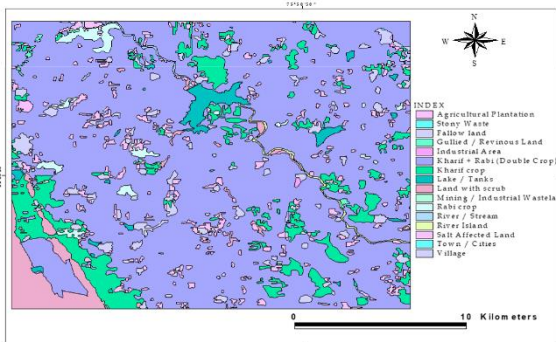 N
W E
S
INDEX
Agricultural Plantation
Stony Waste
Fallow land
Gullied / Revinous Land
Industrial Area
Kharif + Rabi (Double Crop)
Kharif crop
Lake / Tanks
Land with scrub
Mining / Industrial Wastela
Rabi crop
River / Stream
River Island
Salt Affected Land
Town / Cities
Village
0 10 Kilometers